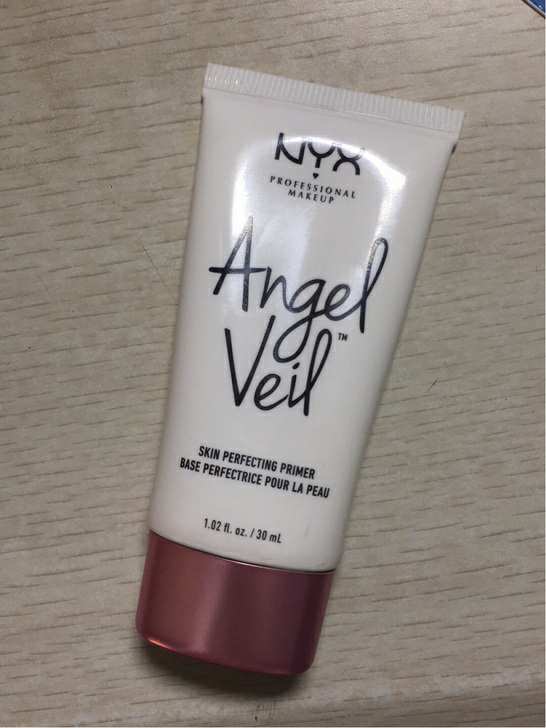 NYX
PROFESSIONAL
MAKEUP
Angel
Veil™
SKIN PERFECTING PRIMER
BASE PERFECTRICE POUR LA PEAU
1.02 fl. oz. / 30 mL